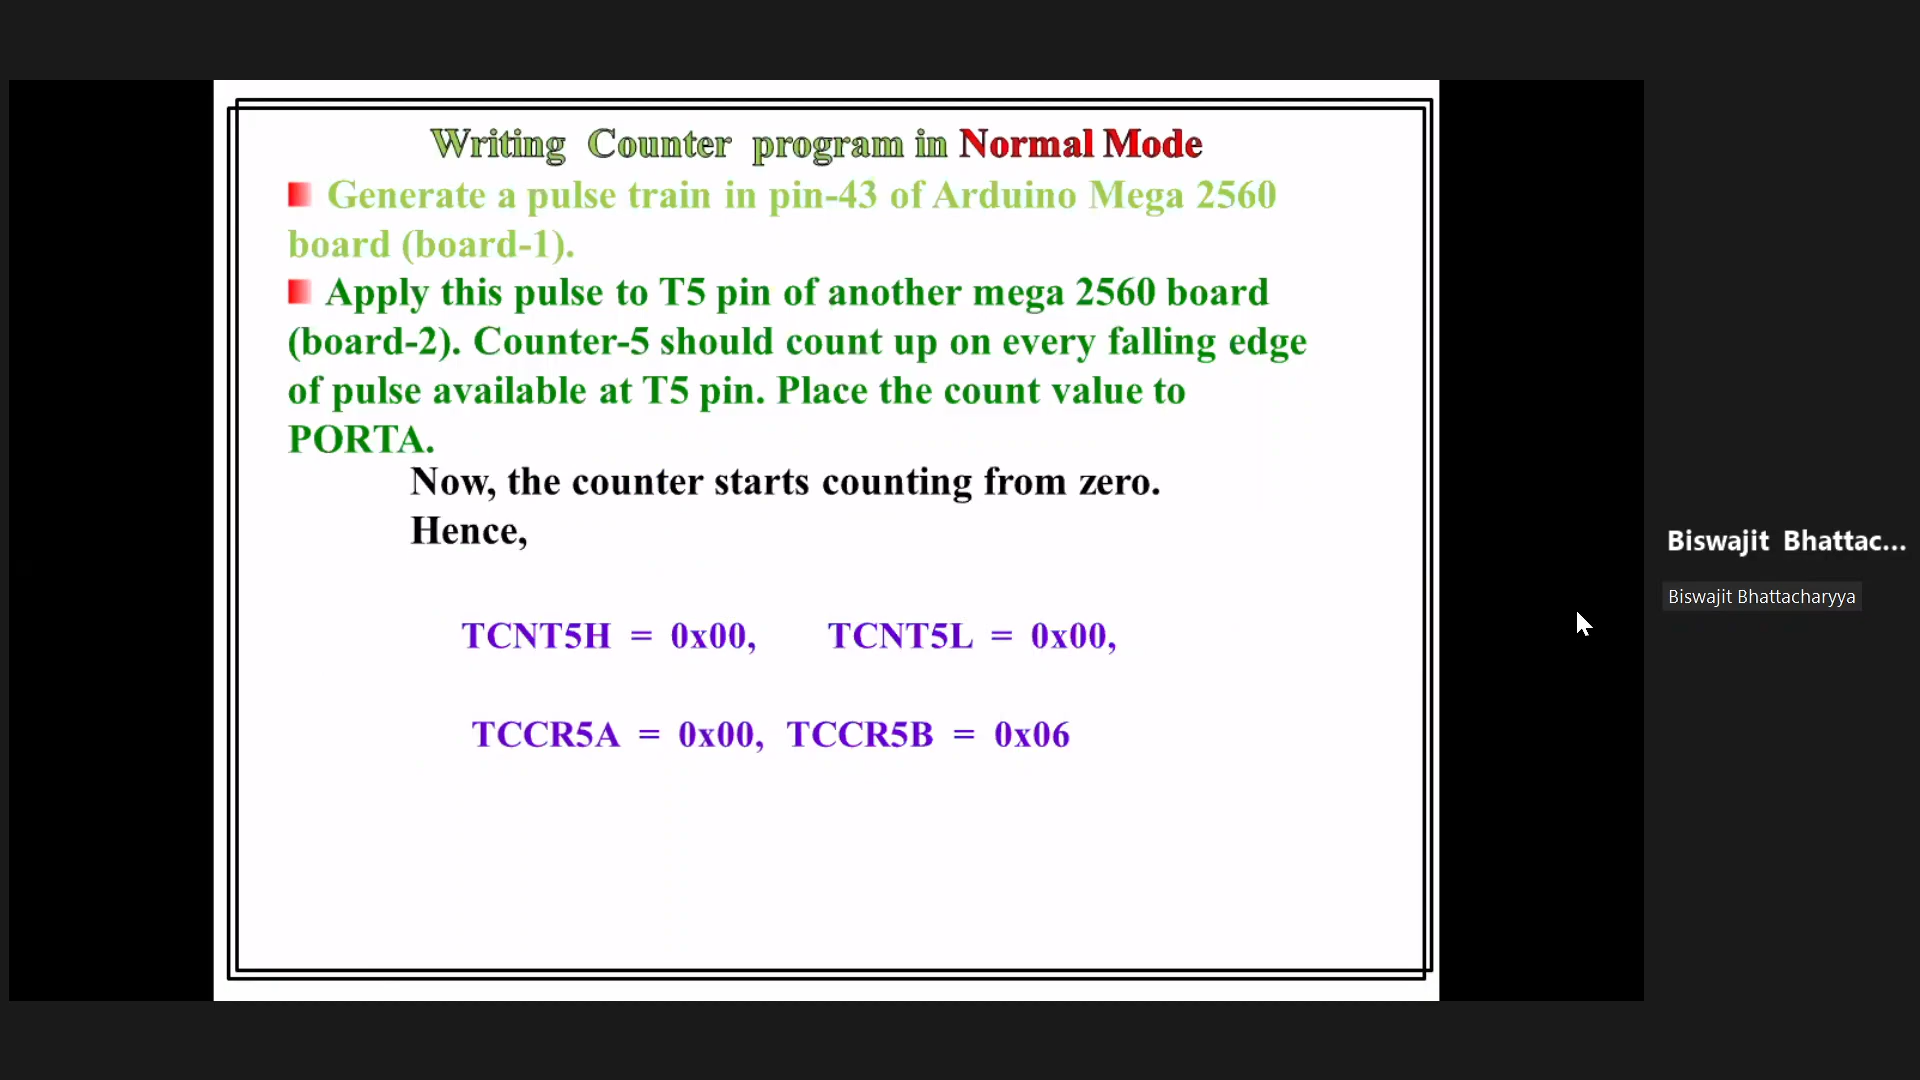 Writing Counter program in Normal Mode
Generate a pulse train in pin-43 of Arduino Mega 2560
board (board-1).
Apply this pulse to T5 pin of another mega 2560 board
(board-2). Counter-5 should count up on every falling edge
of pulse available at T5 pin. Place the count value to
PORTA.
Now, the counter starts counting from zero.
Hence,
TCNT5H = 0x00, TCNT5L = 0x00,
TCCR5A = 0x00, TCCR5B = 0x06
Biswajit Bhattac...
Biswajit Bhattacharyya